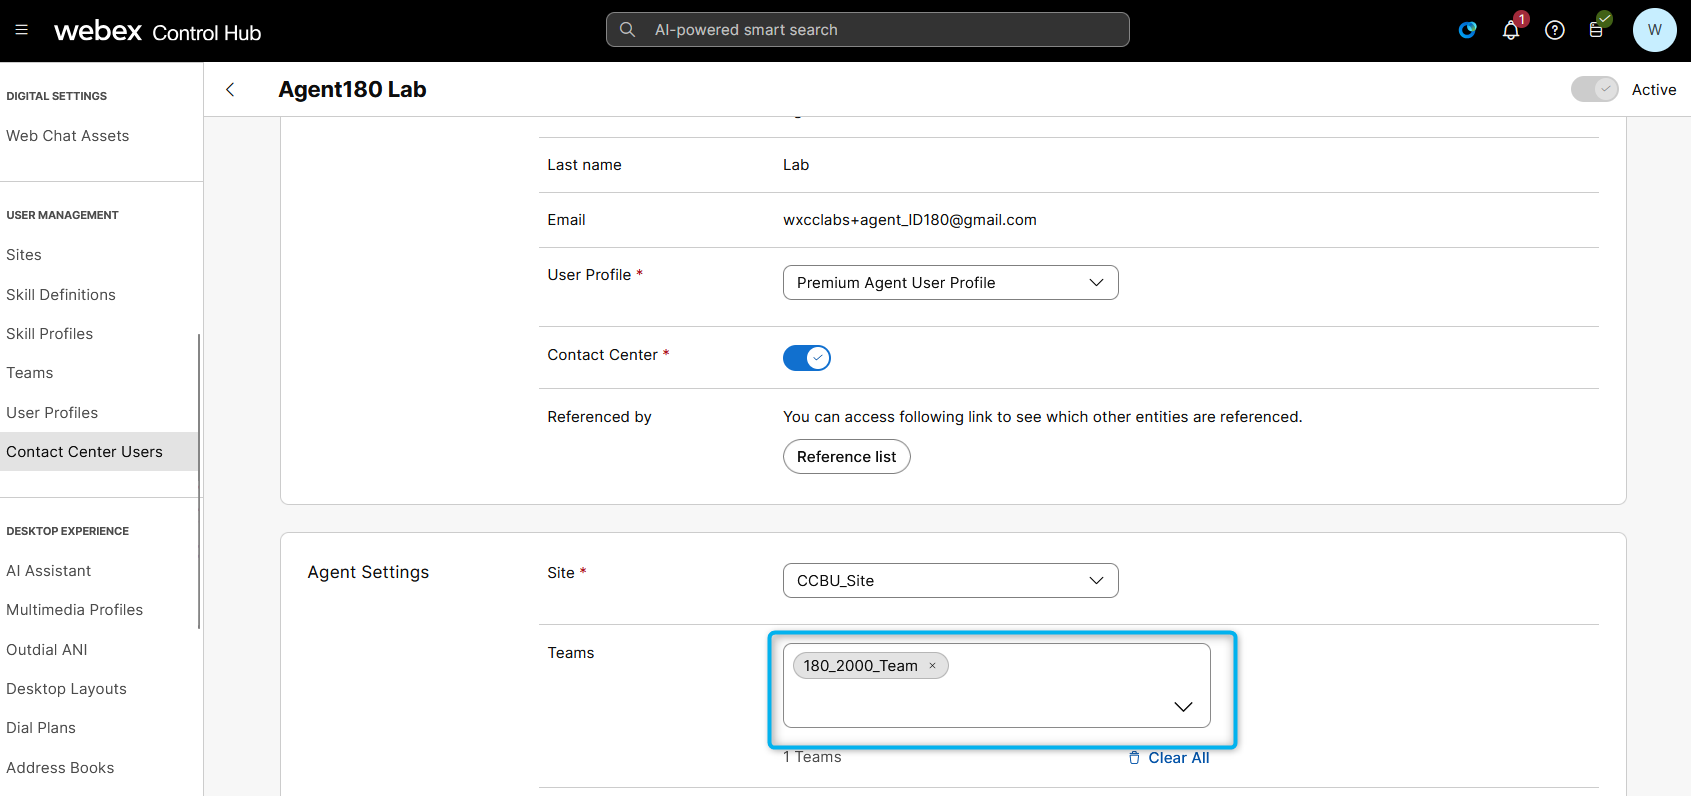 webex Control Hub
AI-powered smart search
1
W
DIGITAL SETTINGS
Web Chat Assets
USER MANAGEMENT
Sites
Skill Definitions
Skill Profiles
Teams
User Profiles
Contact Center Users
DESKTOP EXPERIENCE
AI Assistant
Multimedia Profiles
Outdial ANI
Desktop Layouts
Dial Plans
Address Books
Agent180 Lab
Active
Last name
Lab
Email
wxcclabs+agent_ID180@gmail.com
User Profile *
Premium Agent User Profile
Contact Center *
Referenced by
You can access following link to see which other entities are referenced.
Reference list
Agent Settings
Site *
CCBU_Site
Teams
180_2000_Team ×
1 Teams
Clear All